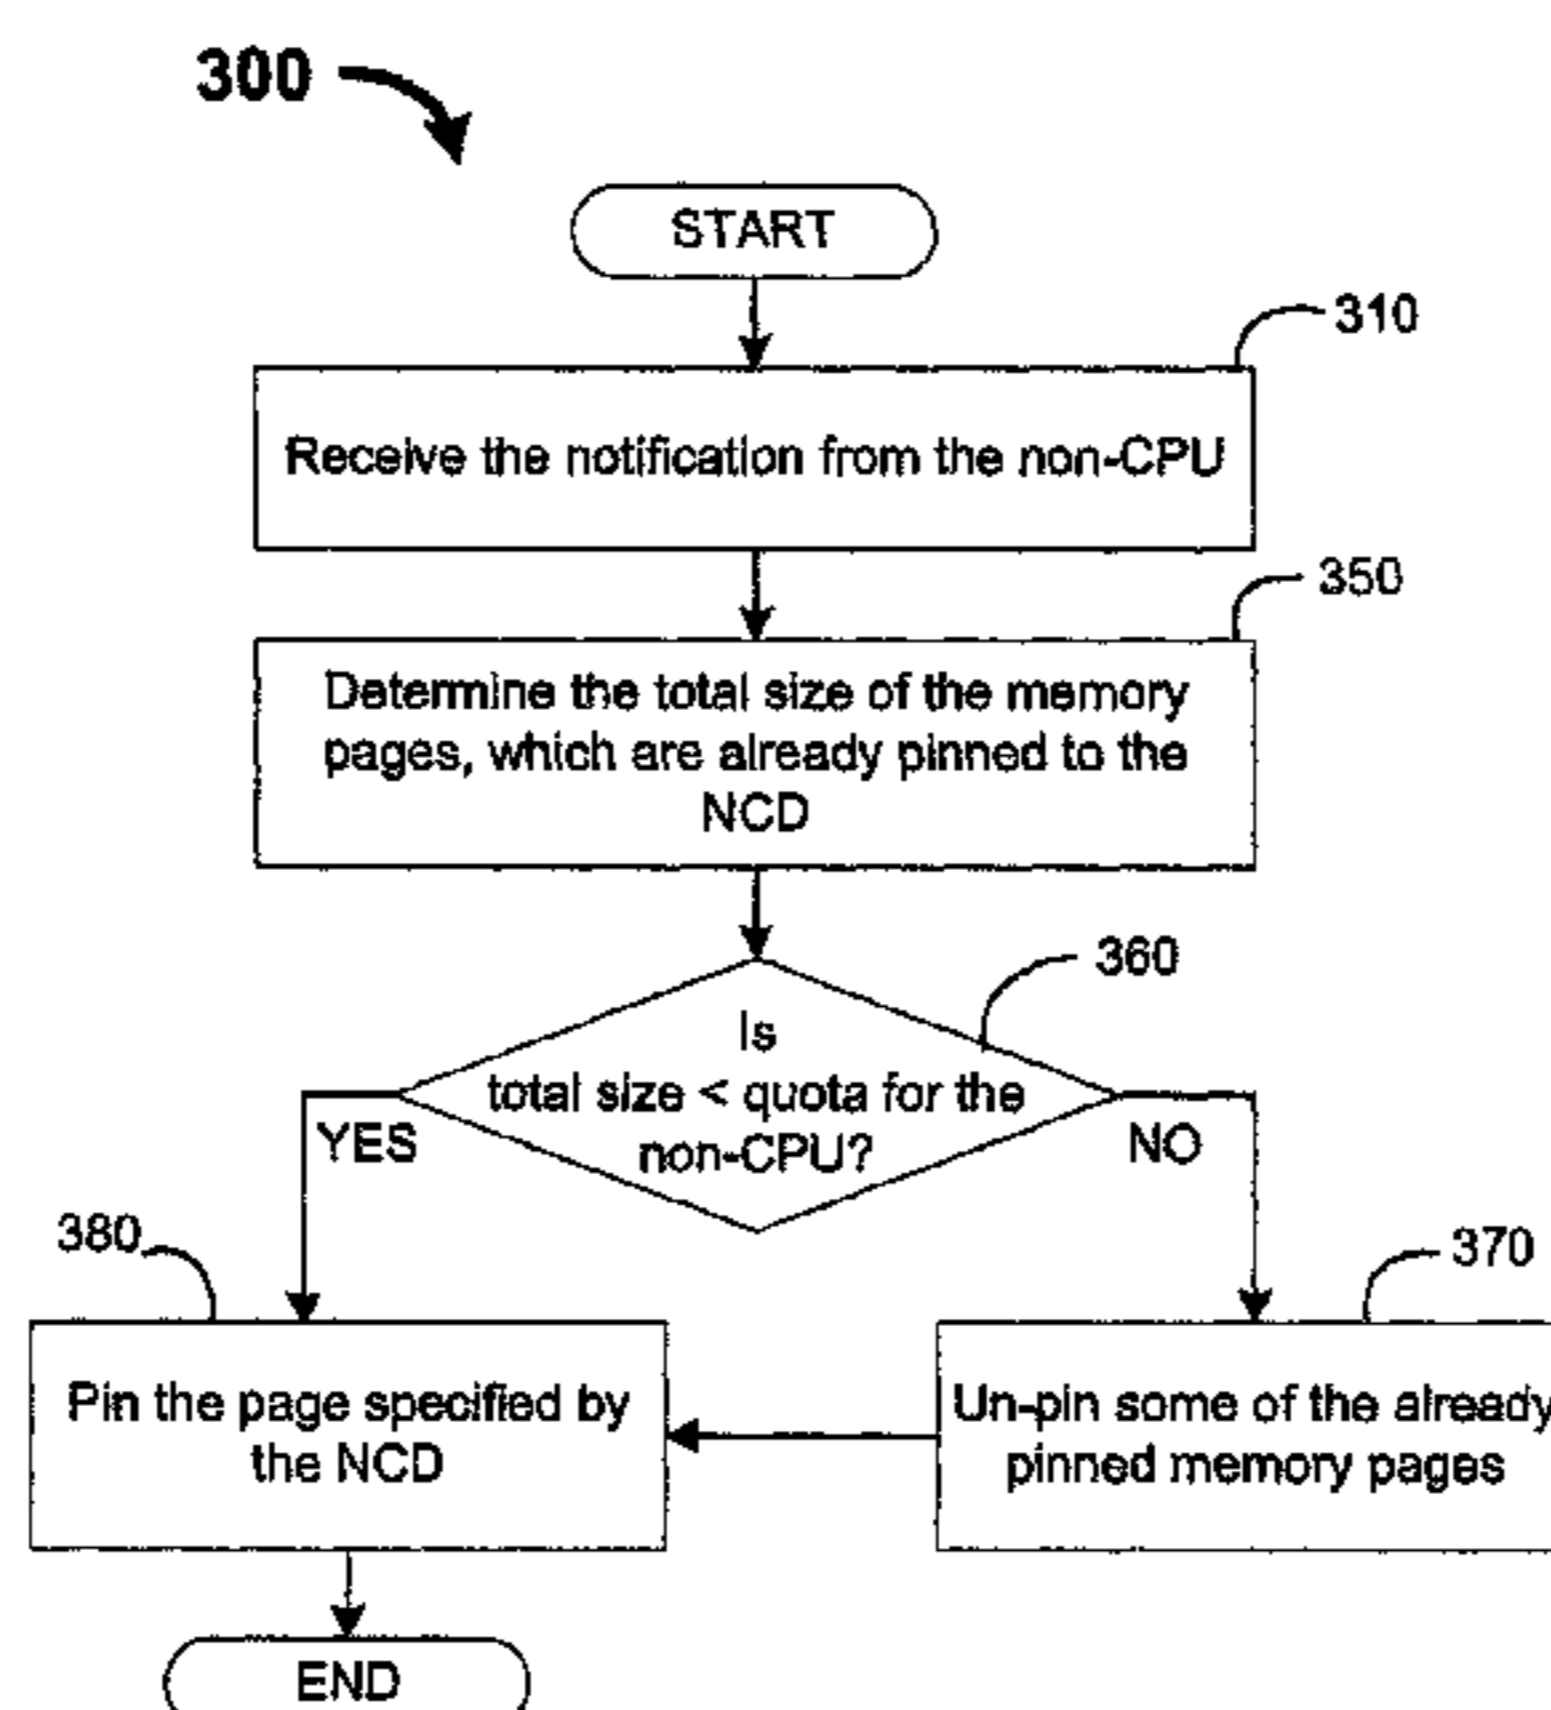 300
START
310
Receive the notification from the non-CPU
350
Determine the total size of the memory
pages, which are already pinned to the
NCD
360
Is
total size < quota for the
non-CPU?
YES
NO
380
370
Pin the page specified by
the NCD
Un-pin some of the already
pinned memory pages
END